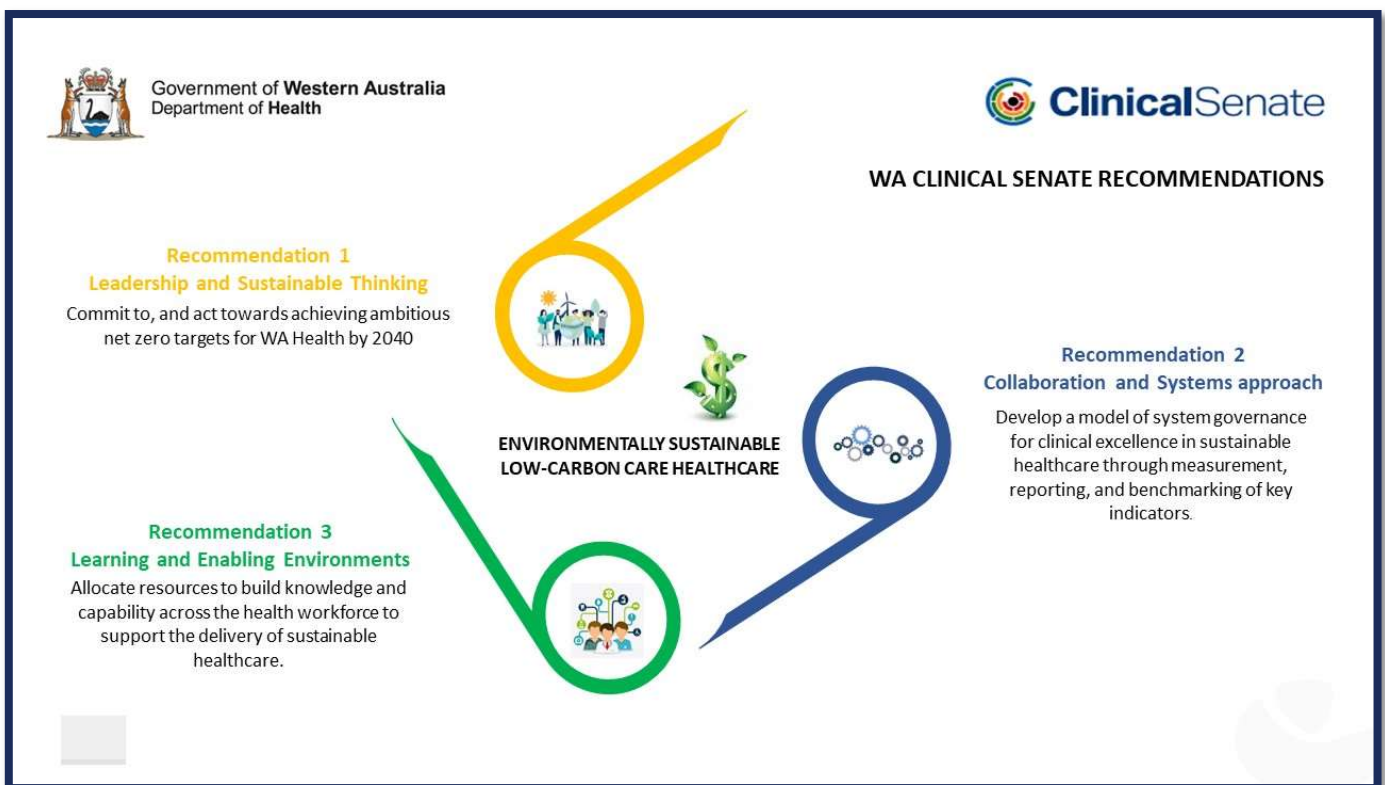 Government of Western Australia
Department of Health
ClinicalSenate
WA CLINICAL SENATE RECOMMENDATIONS
Recommendation 1
Leadership and Sustainable Thinking
Commit to, and act towards achieving ambitious
net zero targets for WA Health by 2040
Recommendation 2
Collaboration and Systems approach
Develop a model of system governance
for clinical excellence in sustainable
healthcare through measurement,
reporting, and benchmarking of key
indicators.
ENVIRONMENTALLY SUSTAINABLE
LOW-CARBON CARE HEALTHCARE
Recommendation 3
Learning and Enabling Environments
Allocate resources to build knowledge and
capability across the health workforce to
support the delivery of sustainable
healthcare.